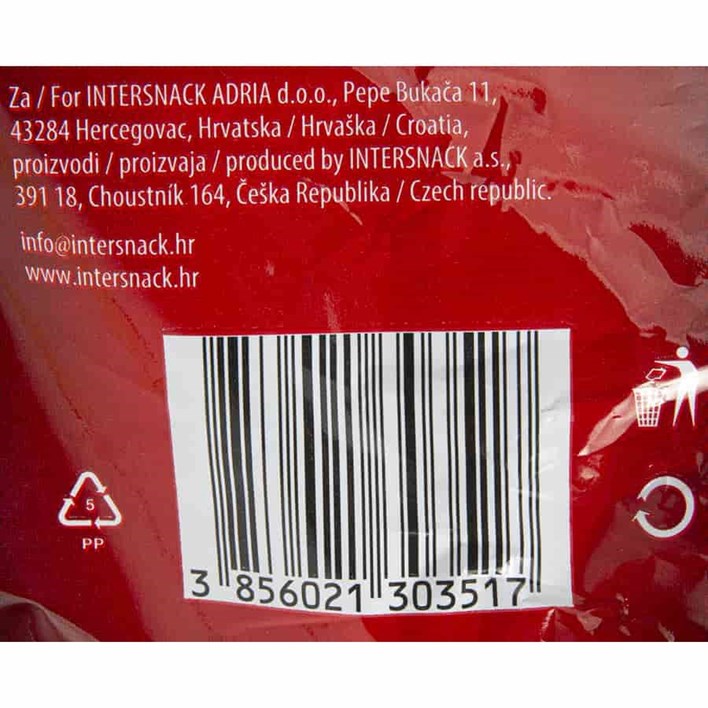 Za / For INTERSNACK ADRIA d.o.o., Pepe Bukača 11,
43284 Hercegovac, Hrvatska / Hrvaška / Croatia,
proizvodi / proizvaja / produced by INTERSNACK a.s.,
391 18, Choustník 164, Češka Republika / Czech republic.
info@intersnack.hr
www.intersnack.hr
5
PP
3 856021 303517